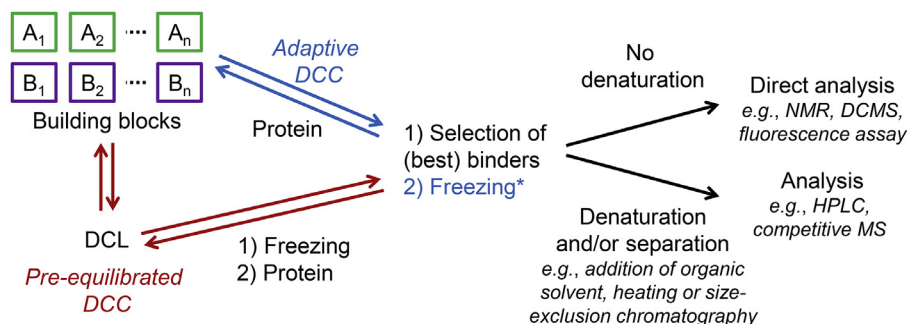 A1 A2 ···· An
B1 B2 ···· Bn
Building blocks
Adaptive
DCC
Protein
DCL
Pre-equilibrated
DCC
1) Freezing
2) Protein
1) Selection of
(best) binders
2) Freezing*
No
denaturation
Direct analysis
e.g., NMR, DCMS,
fluorescence assay
Denaturation
and/or separation
e.g., addition of organic
solvent, heating or size-
exclusion chromatography
Analysis
e.g., HPLC,
competitive MS